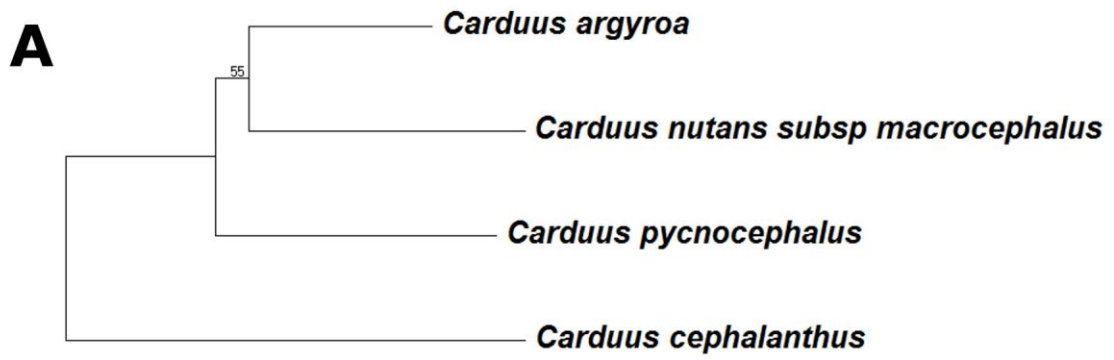 A
Carduus argyroa
55
Carduus nutans subsp macrocephalus
Carduus pycnocephalus
Carduus cephalanthus